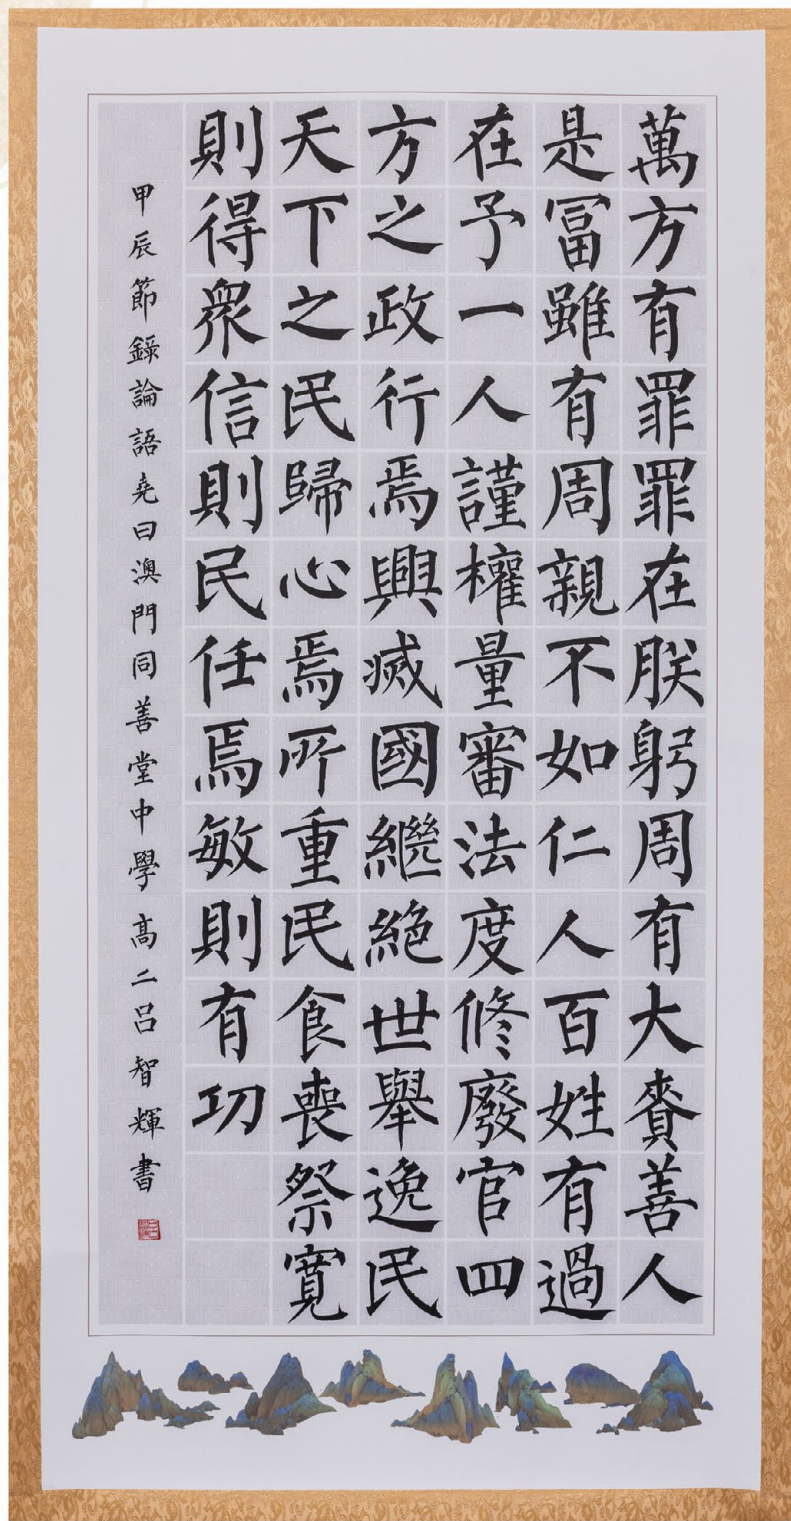 萬方有罪罪在朕躬周有大賚善人
是冨雖有周親不如仁人百姓有過
在予一人謹權量審法度修廢官四
方之政行焉興滅國繼絶世舉逸民
天下之民歸心焉所重民食喪祭寬
則得衆信則民任焉敏則有功
甲辰節錄論語堯曰澳門同善堂中學高二呂智輝書